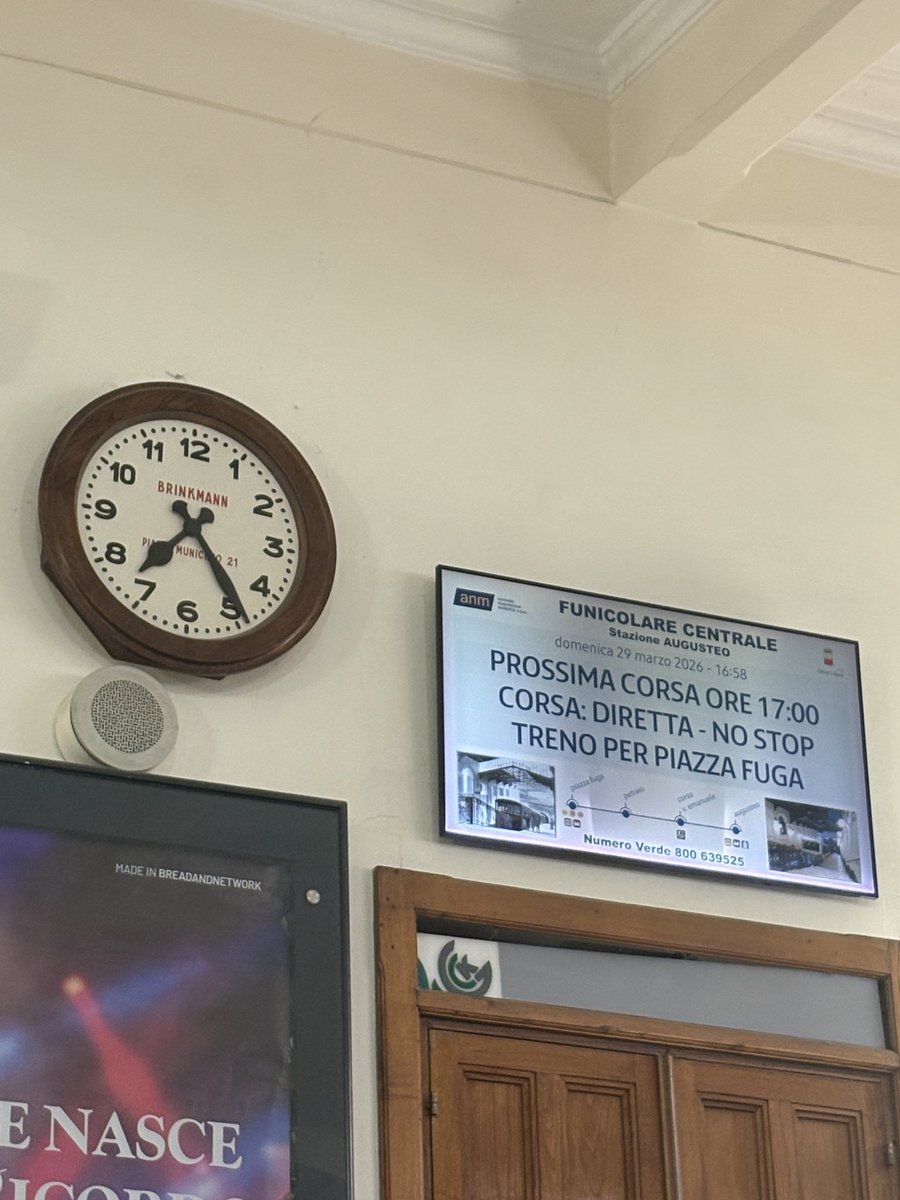 12
11
1
10
BRINKMANN
2
9
3
MUNICIPIO 21
8
4
7
5
6
anm
FUNICOLARE CENTRALE
Stazione AUGUSTEO
domenica 29 marzo 2026 - 16:58
PROSSIMA CORSA ORE 17:00
CORSA: DIRETTA - NO STOP
TRENO PER PIAZZA FUGA
piazza fuga
petraio
corso
v. emanuele
augusteo
Numero Verde 800 639525
MADE IN BREADANDNETWORK
E NASCE